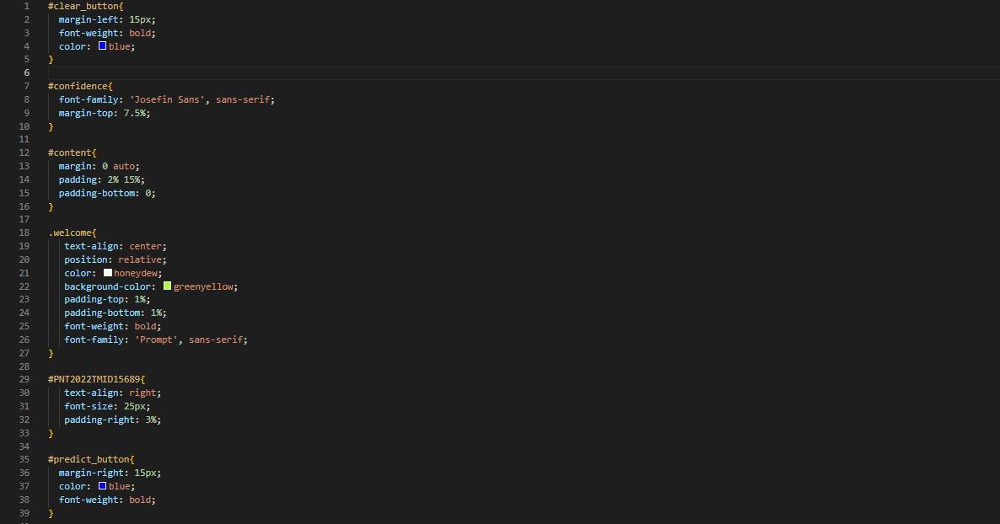 1 #clear_button{
2   margin-left: 15px;
3   font-weight: bold;
4   color: blue;
5 }
6
7 #confidence{
8   font-family: 'Josefin Sans', sans-serif;
9   margin-top: 7.5%;
10 }
11
12 #content{
13   margin: 0 auto;
14   padding: 2% 15%;
15   padding-bottom: 0;
16 }
17
18 .welcome{
19    text-align: center;
20    position: relative;
21    color: honeydew;
22    background-color: greenyellow;
23    padding-top: 1%;
24    padding-bottom: 1%;
25    font-weight: bold;
26    font-family: 'Prompt', sans-serif;
27 }
28
29 #PNT2022TMID15689{
30    text-align: right;
31    font-size: 25px;
32    padding-right: 3%;
33 }
34
35 #predict_button{
36   margin-right: 15px;
37   color: blue;
38   font-weight: bold;
39 }